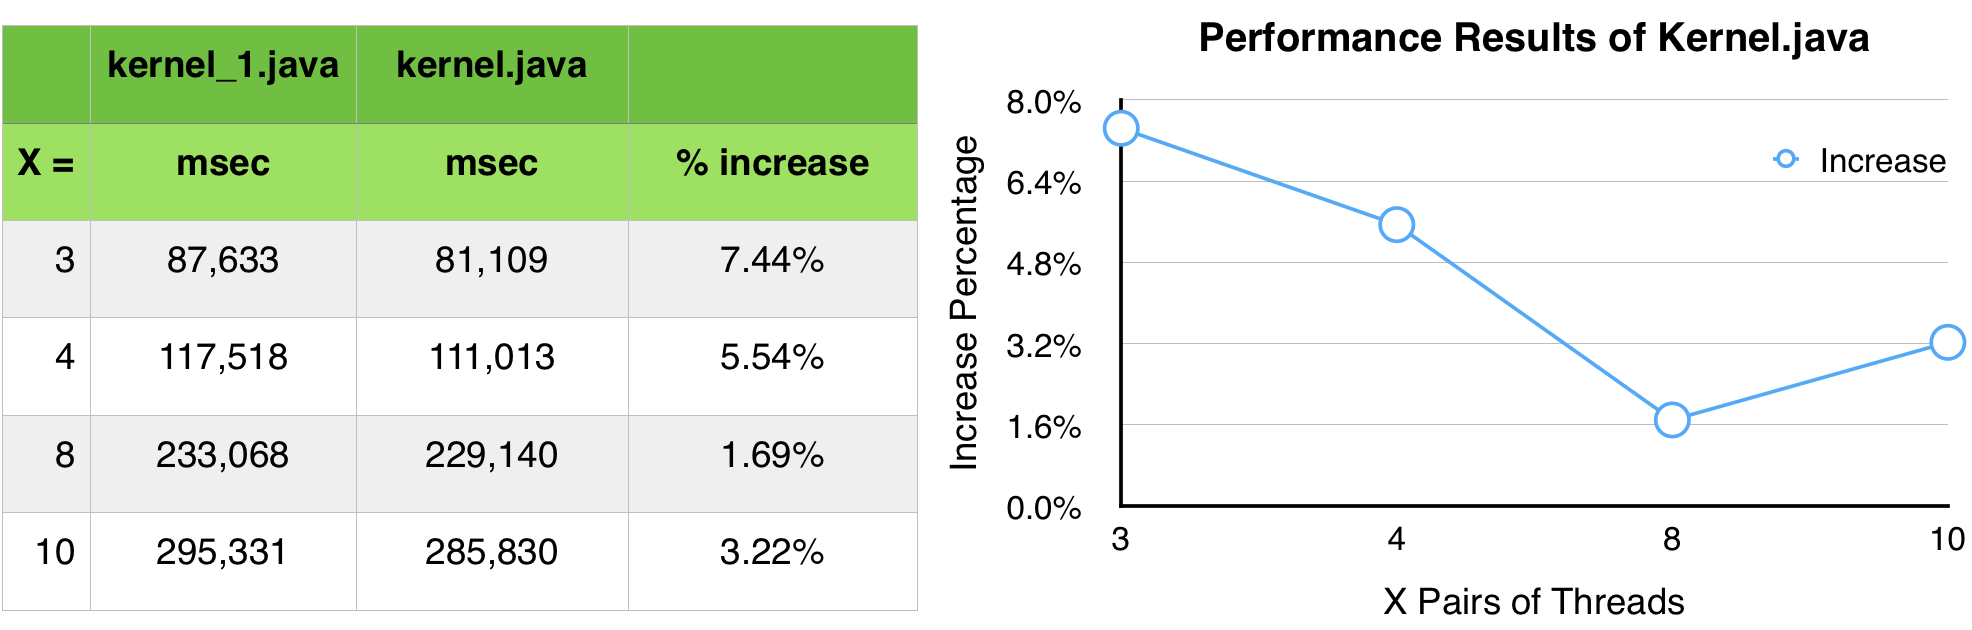 kernel_1.java kernel.java
X = msec msec % increase
3 87,633 81,109 7.44%
4 117,518 111,013 5.54%
8 233,068 229,140 1.69%
10 295,331 285,830 3.22%
Performance Results of Kernel.java
Increase Percentage
8.0%
6.4%
4.8%
3.2%
1.6%
0.0%
Increase
3 4 8 10
X Pairs of Threads